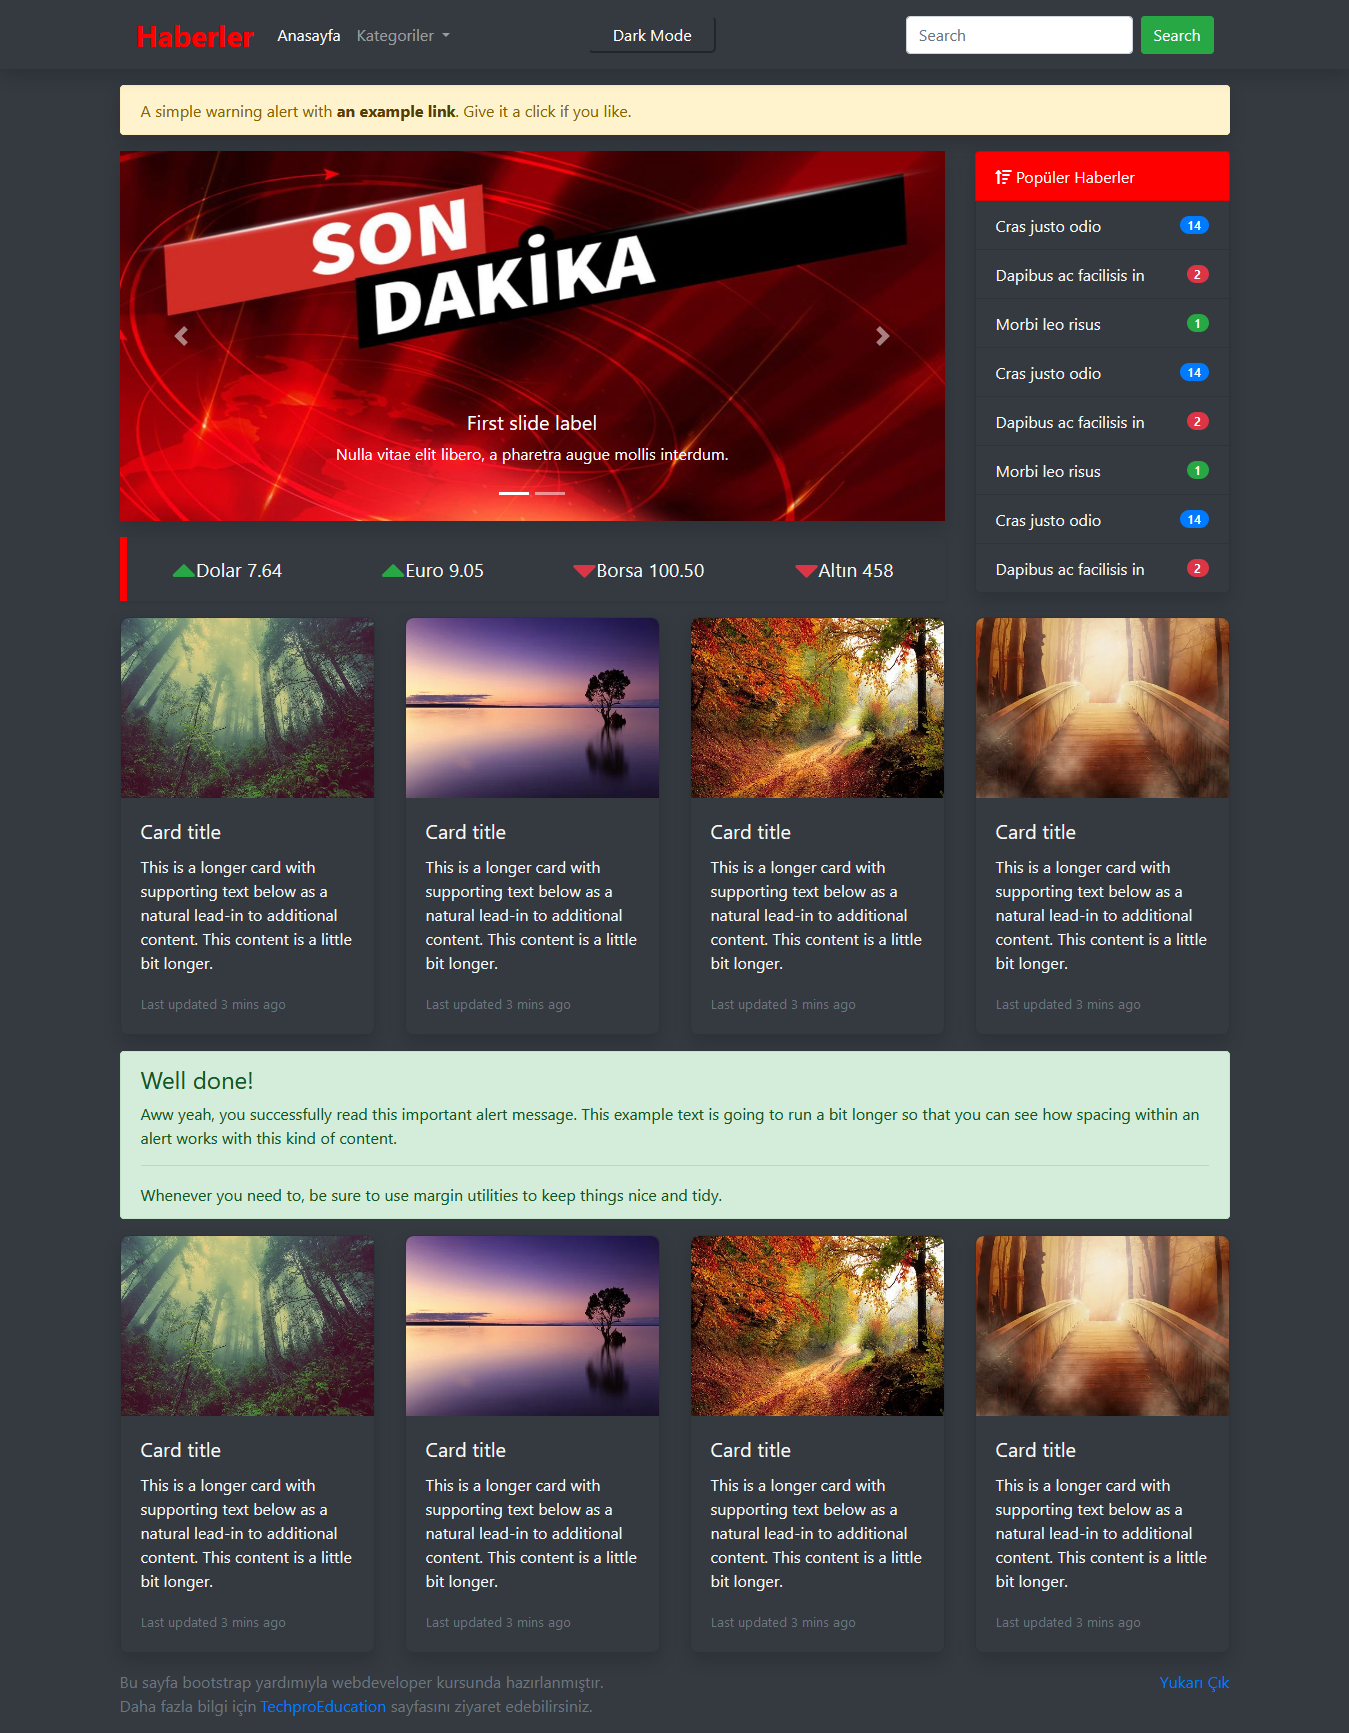 Haberler Anasayfa Kategoriler Dark Mode Search Search
A simple warning alert with an example link. Give it a click if you like.
SON
DAKİKA
First slide label
Nulla vitae elit libero, a pharetra augue mollis interdum.
Popüler Haberler
Cras justo odio 14
Dapibus ac facilisis in 2
Morbi leo risus 1
Cras justo odio 14
Dapibus ac facilisis in 2
Morbi leo risus 1
Cras justo odio 14
Dapibus ac facilisis in 2
Dolar 7.64 Euro 9.05 Borsa 100.50 Altın 458
Card title
This is a longer card with
supporting text below as a
natural lead-in to additional
content. This content is a little
bit longer.
Last updated 3 mins ago
Card title
This is a longer card with
supporting text below as a
natural lead-in to additional
content. This content is a little
bit longer.
Last updated 3 mins ago
Card title
This is a longer card with
supporting text below as a
natural lead-in to additional
content. This content is a little
bit longer.
Last updated 3 mins ago
Card title
This is a longer card with
supporting text below as a
natural lead-in to additional
content. This content is a little
bit longer.
Last updated 3 mins ago
Well done!
Aww yeah, you successfully read this important alert message. This example text is going to run a bit longer so that you can see how spacing within an
alert works with this kind of content.
Whenever you need to, be sure to use margin utilities to keep things nice and tidy.
Card title
This is a longer card with
supporting text below as a
natural lead-in to additional
content. This content is a little
bit longer.
Last updated 3 mins ago
Card title
This is a longer card with
supporting text below as a
natural lead-in to additional
content. This content is a little
bit longer.
Last updated 3 mins ago
Card title
This is a longer card with
supporting text below as a
natural lead-in to additional
content. This content is a little
bit longer.
Last updated 3 mins ago
Card title
This is a longer card with
supporting text below as a
natural lead-in to additional
content. This content is a little
bit longer.
Last updated 3 mins ago
Bu sayfa bootstrap yardımıyla webdeveloper kursunda hazırlanmıştır. Yukarı Çık
Daha fazla bilgi için TechproEducation sayfasını ziyaret edebilirsiniz.